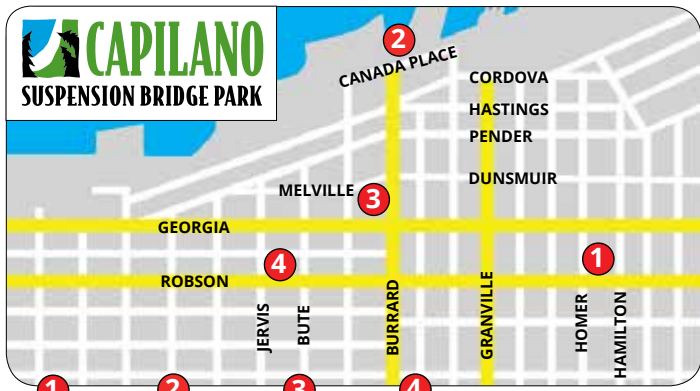 CAPILANO
SUSPENSION BRIDGE PARK
2
CANADA PLACE
CORDOVA
HASTINGS
PENDER
DUNSMUIR
MELVILLE
3
GEORGIA
4
1
ROBSON
JERVIS
BUTE
BURRARD
GRANVILLE
HOMER
HAMILTON
1
2
3
4